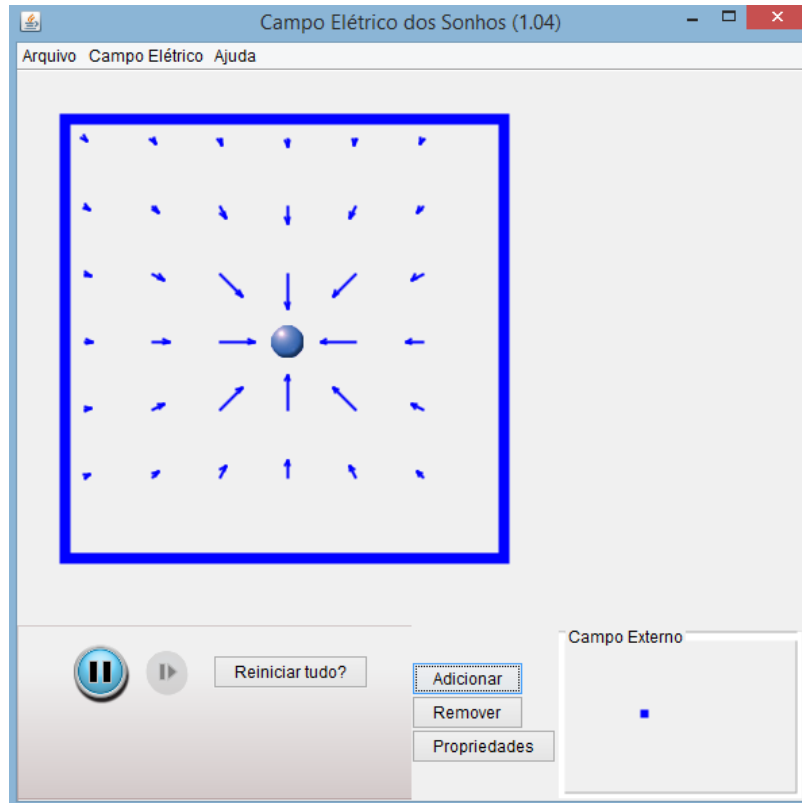 Campo Elétrico dos Sonhos (1.04)
Arquivo Campo Elétrico Ajuda
Campo Externo
Reiniciar tudo?
Adicionar
Remover
Propriedades